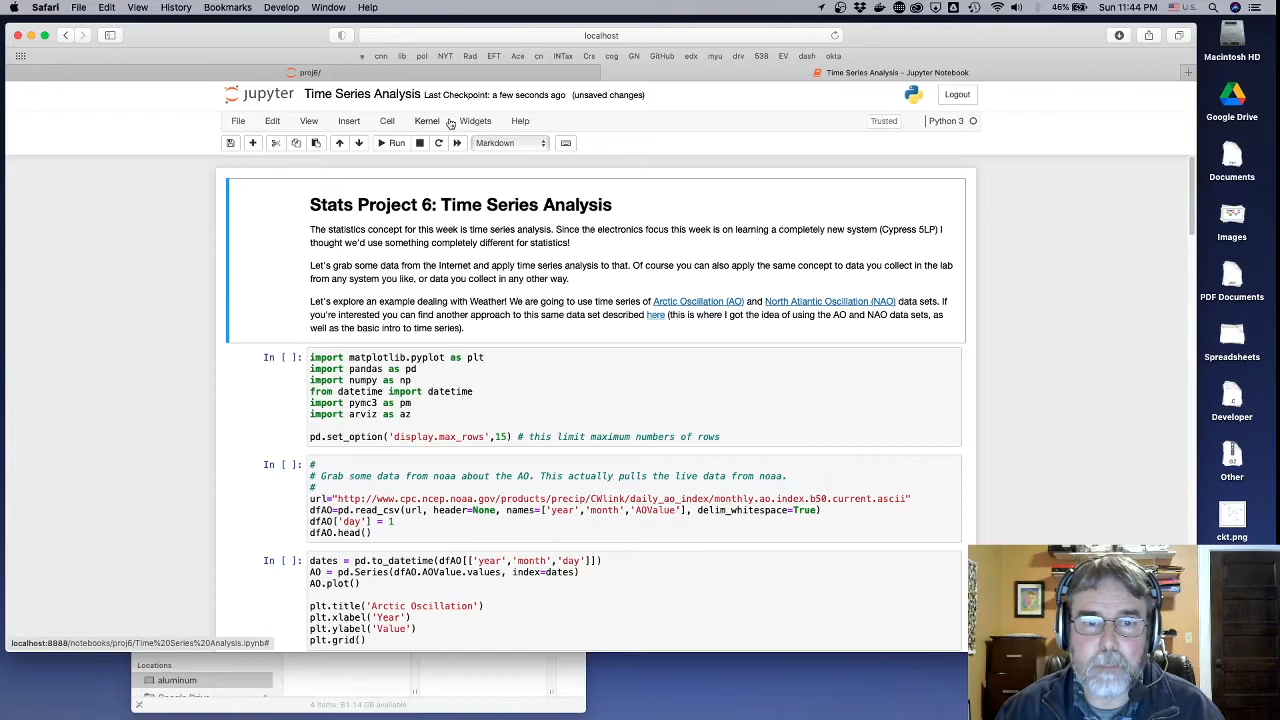 Safari File Edit View History Bookmarks Develop Window Help 46% U.S. Sun 11:44 PM
localhost
cnn lib pol NYT Rad EFT Ace cn INTax Crs cog GN GitHub edx myu drv 538 EV dash okta
proj6/ Time Series Analysis - Jupyter Notebook
jupyter Time Series Analysis Last Checkpoint: a few seconds ago (unsaved changes) Logout
File Edit View Insert Cell Kernel Widgets Help Trusted Python 3
Run Markdown
Stats Project 6: Time Series Analysis
The statistics concept for this week is time series analysis. Since the electronics focus this week is on learning a completely new system (Cypress 5LP) I
thought we'd use something completely different for statistics!
Let's grab some data from the Internet and apply time series analysis to that. Of course you can also apply the same concept to data you collect in the lab
from any system you like, or data you collect in any other way.
Let's explore an example dealing with Weather! We are going to use time series of Arctic Oscillation (AO) and North Atlantic Oscillation (NAO) data sets. If
you're interested you can find another approach to this same data set described here (this is where I got the idea of using the AO and NAO data sets, as
well as the basic intro to time series).
In [ ]: import matplotlib.pyplot as plt
import pandas as pd
import numpy as np
from datetime import datetime
import pymc3 as pm
import arviz as az
pd.set_option('display.max_rows',15) # this limit maximum numbers of rows
In [ ]: #
# Grab some data from noaa about the AO. This actually pulls the live data from noaa.
#
url="http://www.cpc.ncep.noaa.gov/products/precip/CWlink/daily_ao_index/monthly.ao.index.b50.current.ascii"
dfAO=pd.read_csv(url, header=None, names=['year','month','AOValue'], delim_whitespace=True)
dfAO['day'] = 1
dfAO.head()
In [ ]: dates = pd.to_datetime(dfAO[['year','month','day']])
AO = pd.Series(dfAO.AOValue.values, index=dates)
AO.plot()
plt.title('Arctic Oscillation')
plt.xlabel('Year')
plt.ylabel('Value')
plt.grid()
localhost:8888/notebooks/proj6/Time%20Series%20Analysis.ipynb#
Locations
aluminum
Google Drive
4 items, 61.14 GB available
Macintosh HD
Google Drive
Documents
Images
PDF Documents
Spreadsheets
Developer
Other
ckt.png